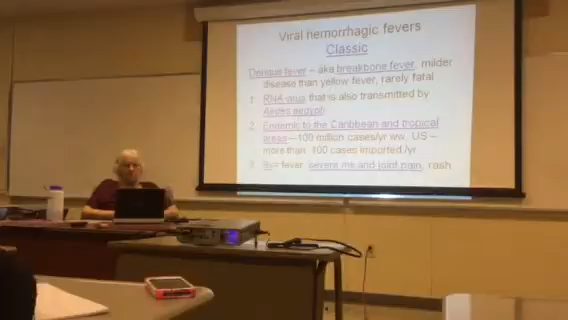 Viral hemorrhagic fevers
Classic
Dengue fever – aka breakbone fever, milder
disease than yellow fever, rarely fatal
1. RNA virus that is also transmitted by
Aedes aegypti
2. Endemic to the Caribbean and tropical
areas—100 million cases/yr ww, US –
more than 100 cases imported /yr
3. Sx= fever, severe ms and joint pain, rash